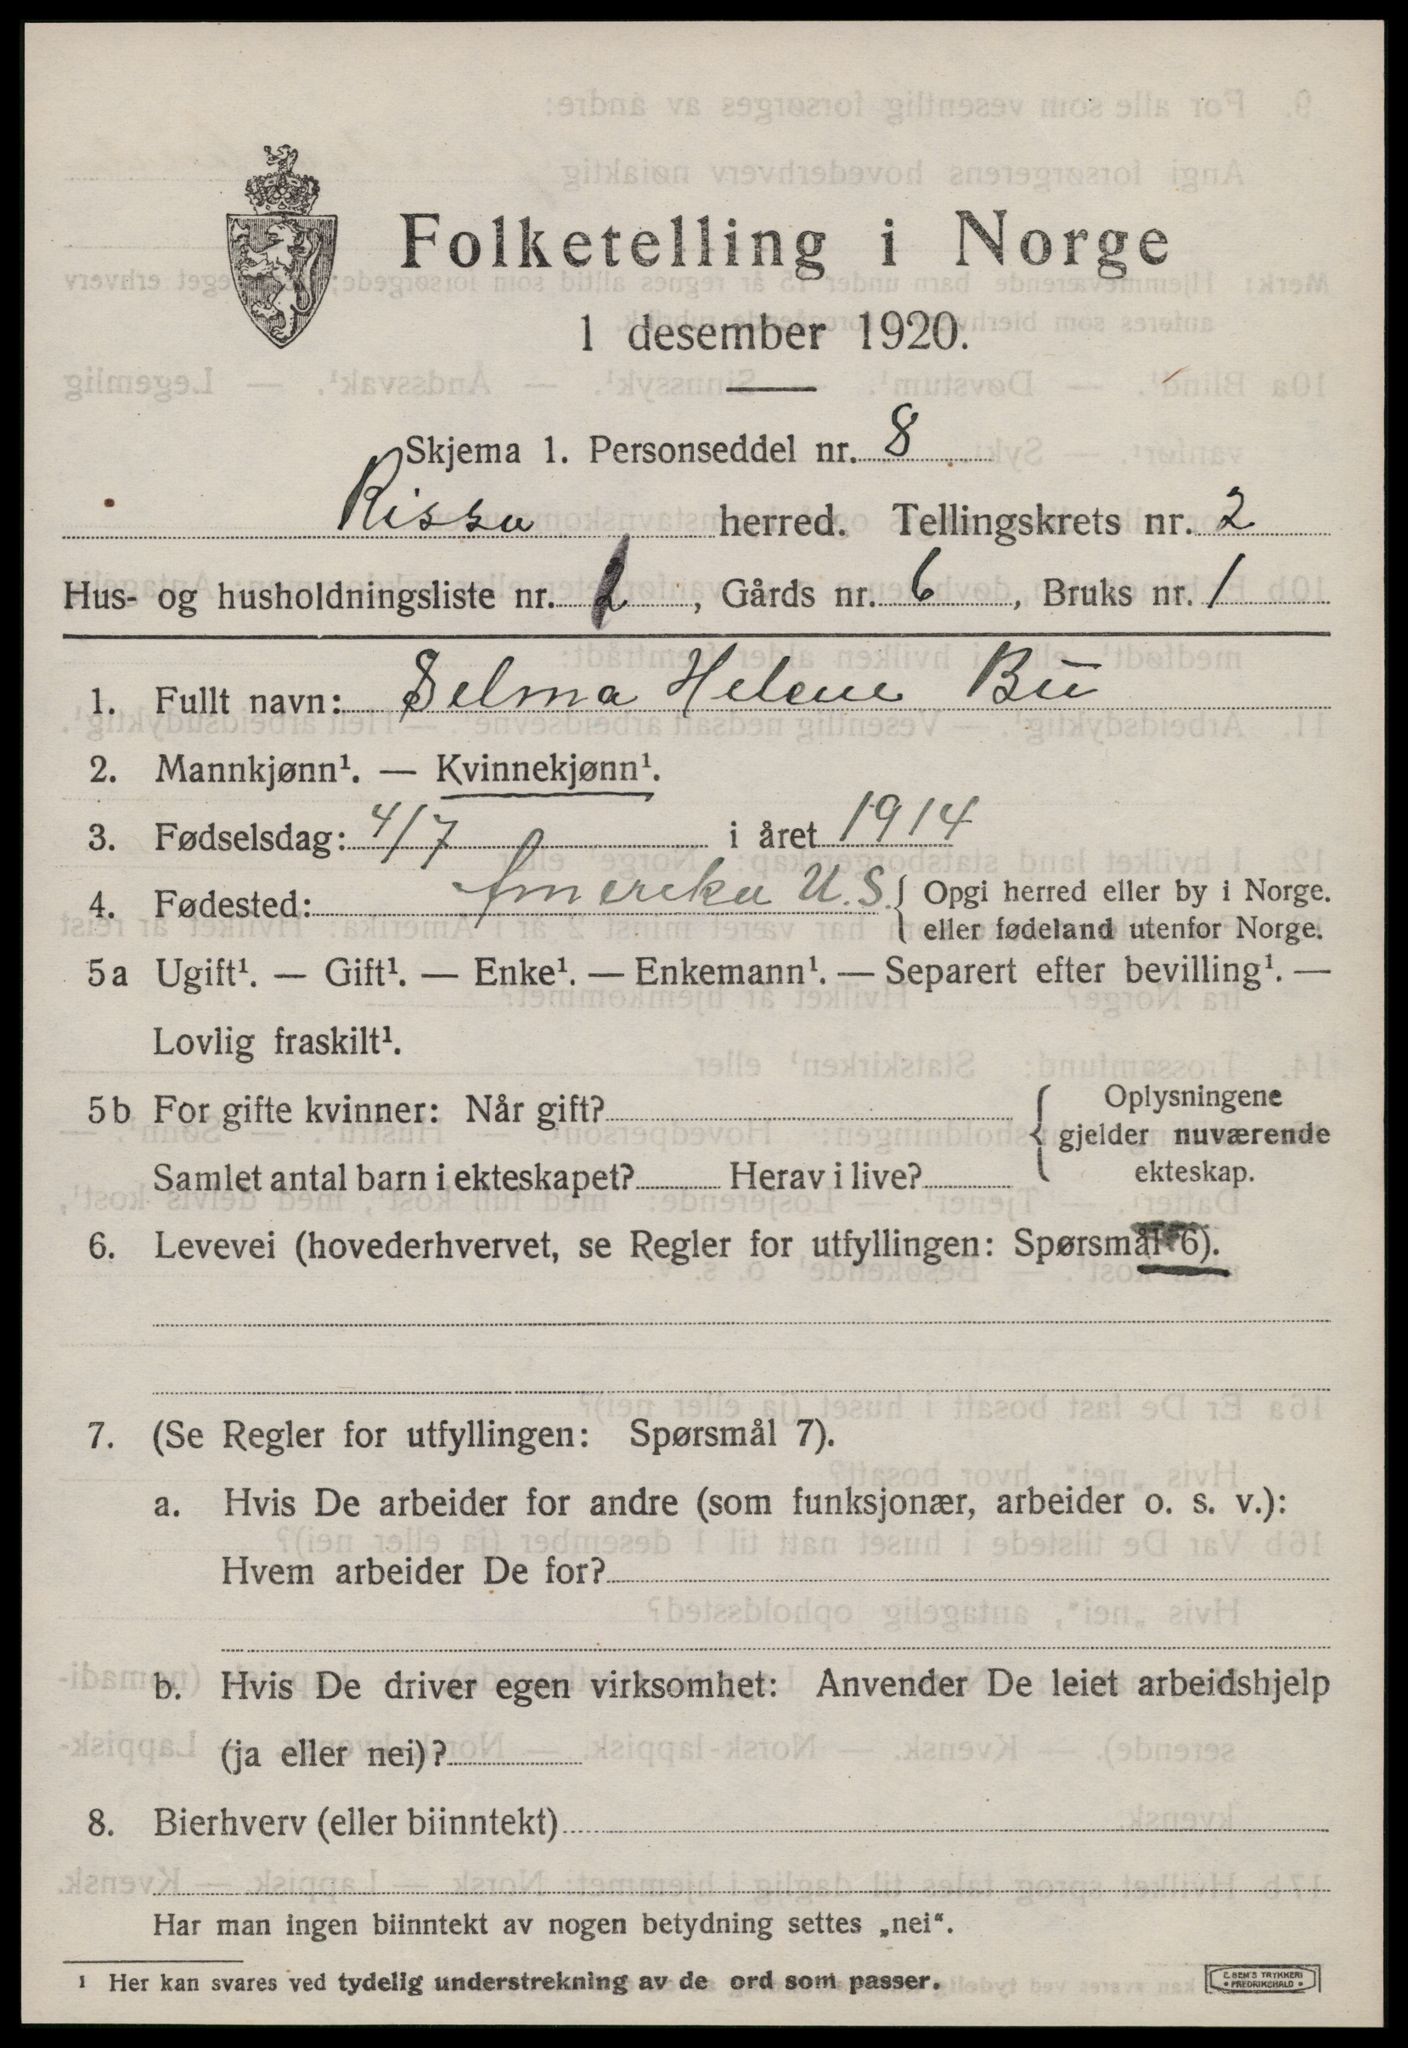 Folketelling i Norge
1 desember 1920.
Skjema 1. Personseddel nr. 8
Rissa herred. Tellingskrets nr. 2
Hus- og husholdningsliste nr. 1, Gårds nr. 6, Bruks nr. 1
1. Fullt navn: Selma Helene Bii
2. Mannkjønn¹. — Kvinnekjønn¹.
3. Fødselsdag: 4/7 i året 1914
4. Fødested: Amerika U.S. { Opgi herred eller by i Norge.
eller fødeland utenfor Norge.
5a Ugift¹. — Gift¹. — Enke¹. — Enkemann¹. — Separert efter bevilling¹. —
Lovlig fraskilt¹.
5b For gifte kvinner: Når gift? { Oplysningene
gjelder nuværende
Samlet antal barn i ekteskapet? Herav i live? ekteskap.
6. Levevei (hovederhvervet, se Regler for utfyllingen: Spørsmål 6).
7. (Se Regler for utfyllingen: Spørsmål 7).
a. Hvis De arbeider for andre (som funksjonær, arbeider o. s. v.):
Hvem arbeider De for?
b. Hvis De driver egen virksomhet: Anvender De leiet arbeidshjelp
(ja eller nei)?
8. Bierhverv (eller biinntekt)
Har man ingen biinntekt av nogen betydning settes „nei“.
1 Her kan svares ved tydelig understrekning av de ord som passer.
E. SEM'S TRYKKERI
FREDRIKSHALD